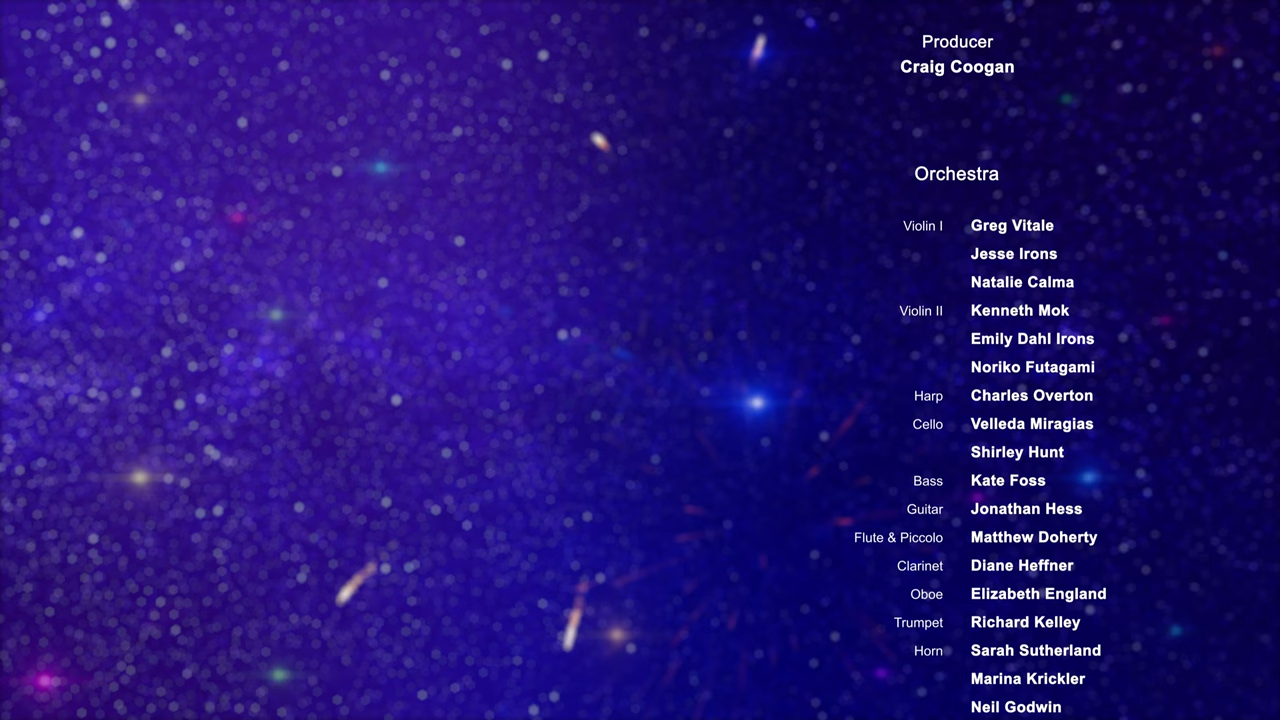 Producer
Craig Coogan
Orchestra
Violin I Greg Vitale
Jesse Irons
Natalie Calma
Violin II Kenneth Mok
Emily Dahl Irons
Noriko Futagami
Harp Charles Overton
Cello Velleda Miragias
Shirley Hunt
Bass Kate Foss
Guitar Jonathan Hess
Flute & Piccolo Matthew Doherty
Clarinet Diane Heffner
Oboe Elizabeth England
Trumpet Richard Kelley
Horn Sarah Sutherland
Marina Krickler
Neil Godwin